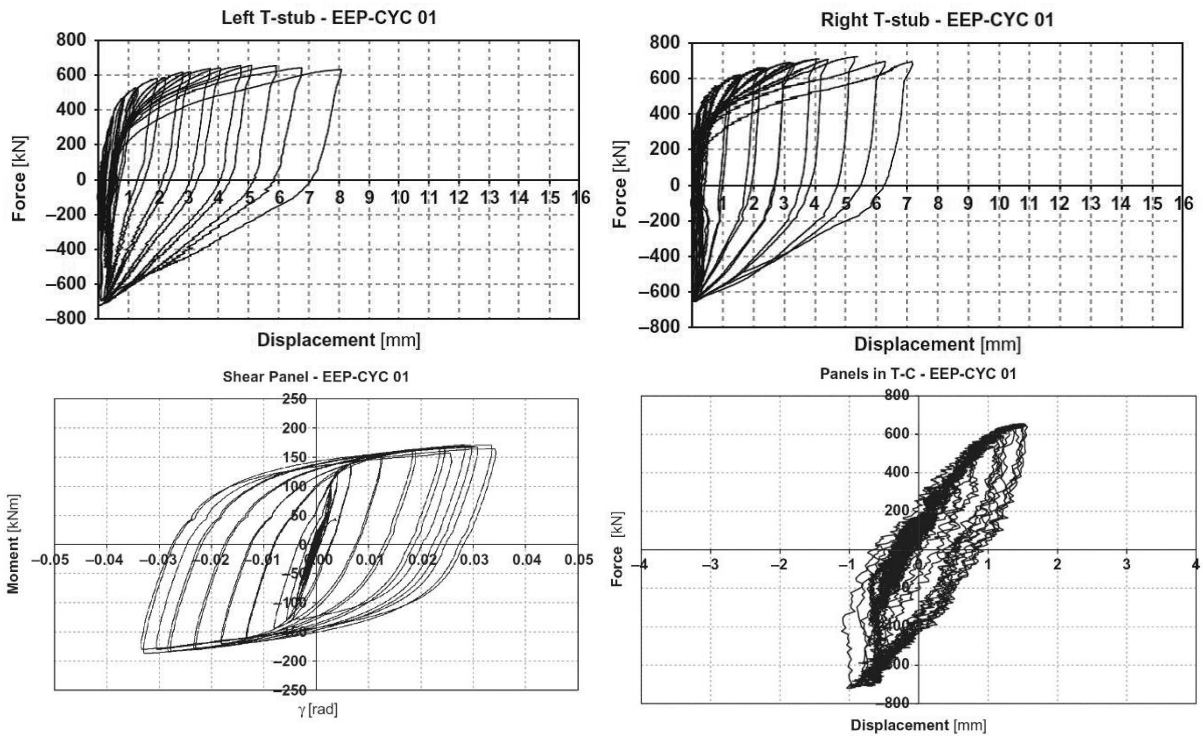 Left T-stub - EEP-CYC 01
800
600
400
200
0
–200
–400
–600
–800
1 2 3 4 5 6 7 8 9 10 11 12 13 14 15 16
Force [kN]
Displacement [mm]
Right T-stub - EEP-CYC 01
800
600
400
200
0
–200
–400
–600
–800
1 2 3 4 5 6 7 8 9 10 11 12 13 14 15 16
Force [kN]
Displacement [mm]
Shear Panel - EEP-CYC 01
250
200
150
100
50
0
–50
–100
–150
–200
–250
–0.05 –0.04 –0.03 –0.02 –0.01 0.00 0.01 0.02 0.03 0.04 0.05
Moment [kNm]
γ [rad]
Panels in T-C - EEP-CYC 01
800
600
400
200
–800
–4 –3 –2 –1 0 1 2 3 4
Force [kN]
Displacement [mm]